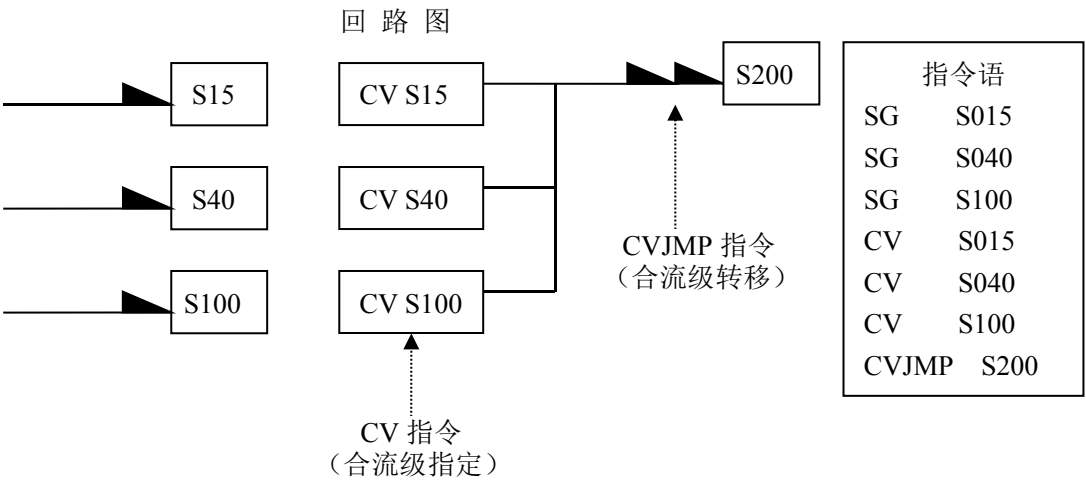 回 路 图
S15
CV S15
S200
S40
CV S40
S100
CV S100
CVJMP 指令
（合流级转移）
CV 指令
（合流级指定）
指令语
SG S015
SG S040
SG S100
CV S015
CV S040
CV S100
CVJMP S200